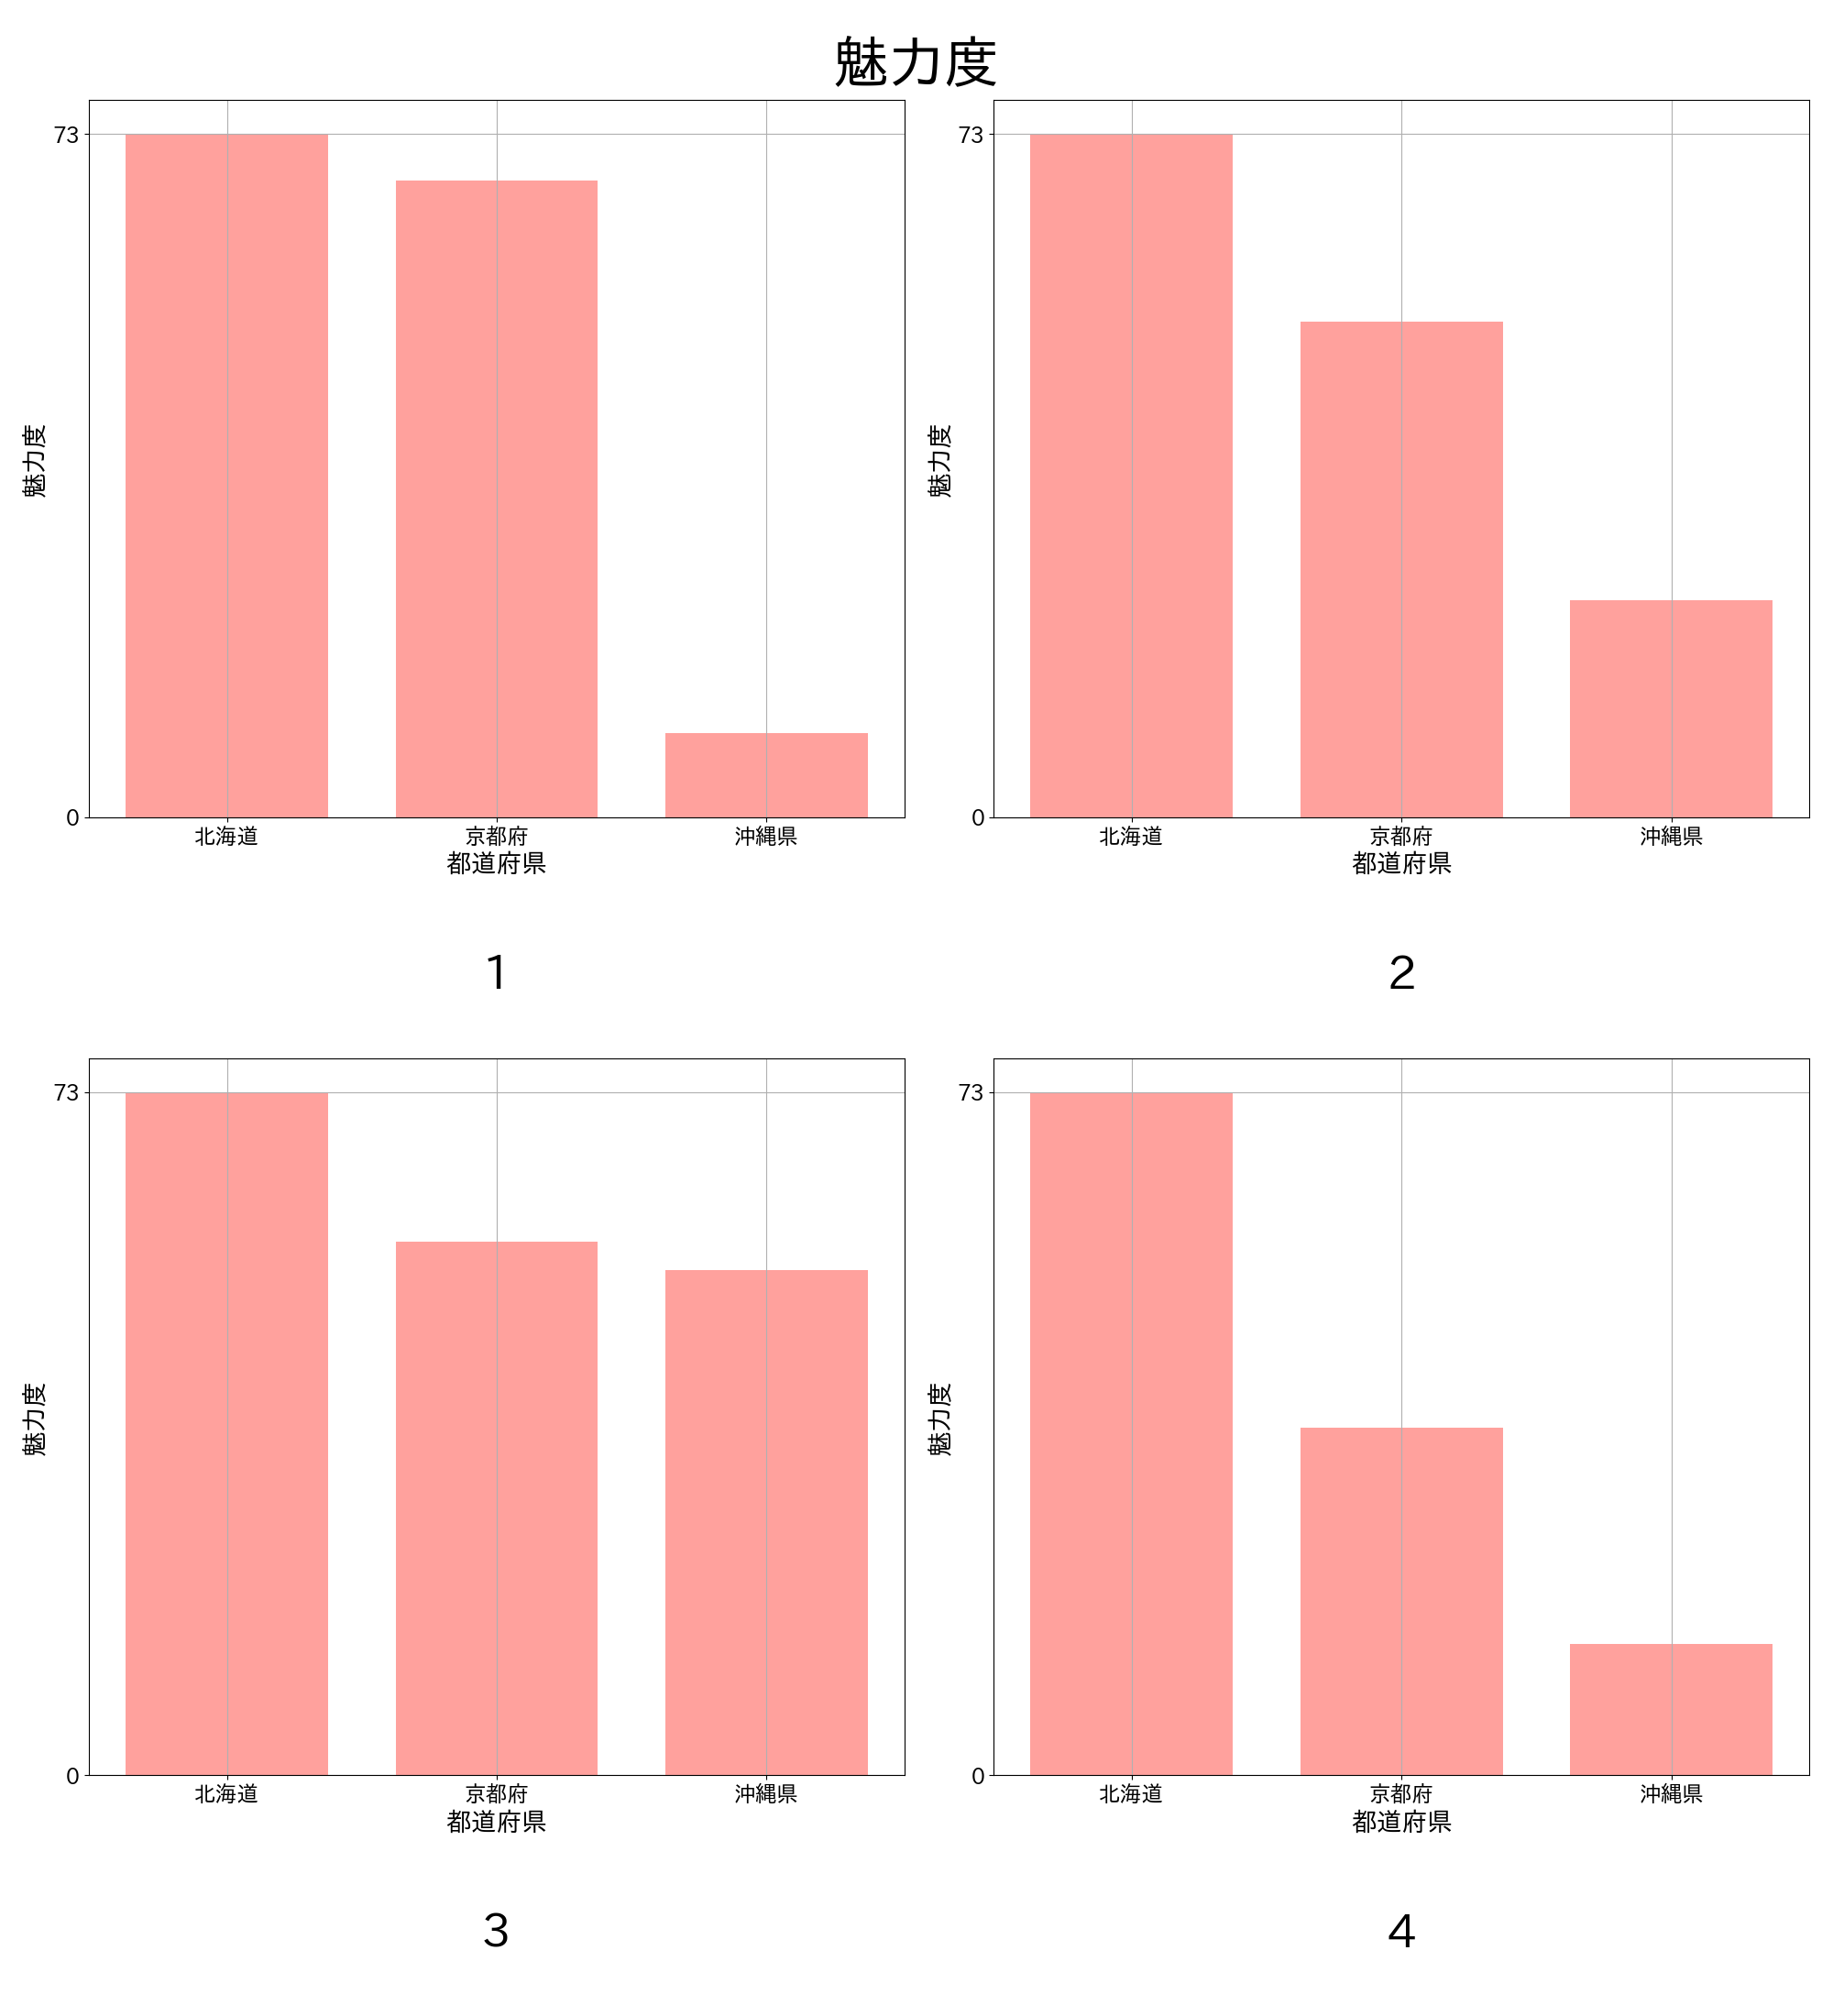 魅力度
73
0
魅力度
北海道 京都府 沖縄県
都道府県
1
73
0
魅力度
北海道 京都府 沖縄県
都道府県
2
73
0
魅力度
北海道 京都府 沖縄県
都道府県
3
73
0
魅力度
北海道 京都府 沖縄県
都道府県
4